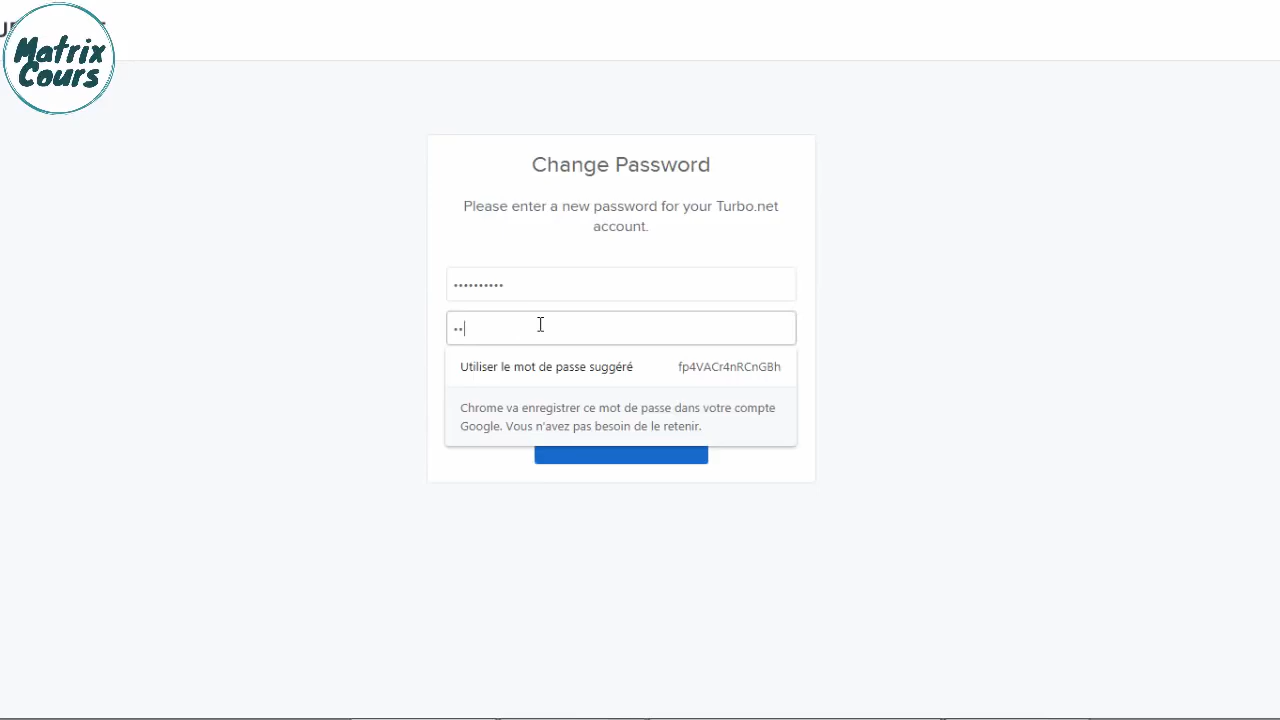 Matrix
Cours
Change Password
Please enter a new password for your Turbo.net
account.
••••••••••
••
Utiliser le mot de passe suggéré fp4VACr4nRCnGBh
Chrome va enregistrer ce mot de passe dans votre compte
Google. Vous n'avez pas besoin de le retenir.